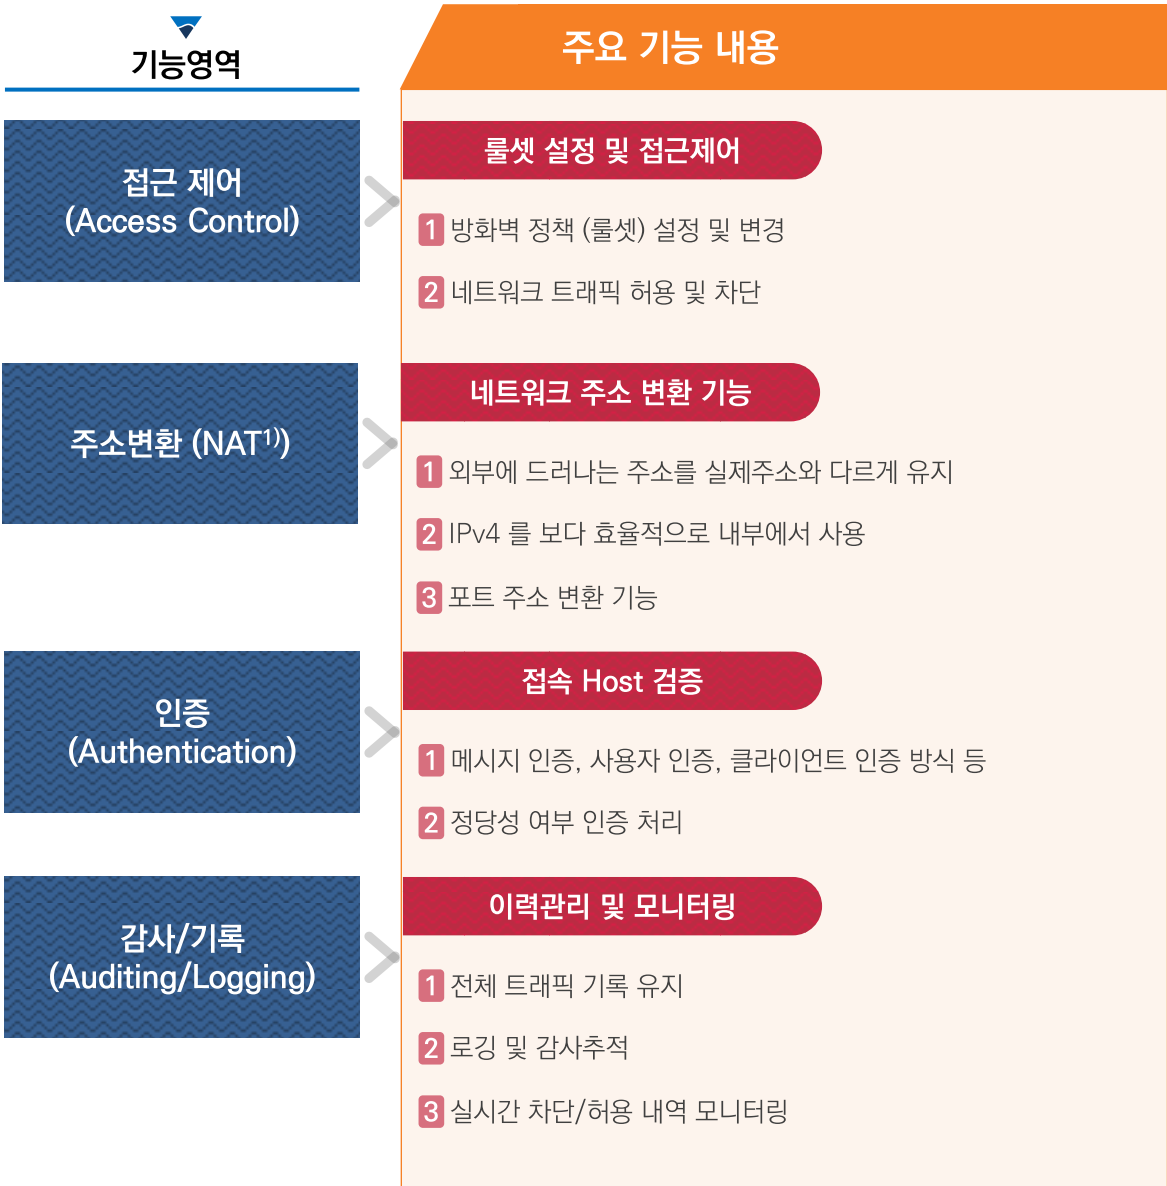 기능영역
주요 기능 내용
접근 제어
(Access Control)
룰셋 설정 및 접근제어
1 방화벽 정책 (룰셋) 설정 및 변경
2 네트워크 트래픽 허용 및 차단
주소변환 (NAT1))
네트워크 주소 변환 기능
1 외부에 드러나는 주소를 실제주소와 다르게 유지
2 IPv4 를 보다 효율적으로 내부에서 사용
3 포트 주소 변환 기능
인증
(Authentication)
접속 Host 검증
1 메시지 인증, 사용자 인증, 클라이언트 인증 방식 등
2 정당성 여부 인증 처리
감사/기록
(Auditing/Logging)
이력관리 및 모니터링
1 전체 트래픽 기록 유지
2 로깅 및 감사추적
3 실시간 차단/허용 내역 모니터링